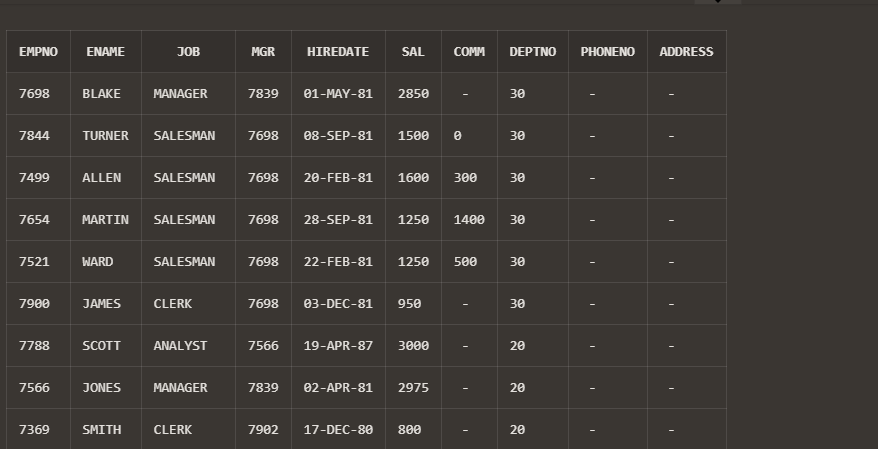 EMPNO ENAME JOB MGR HIREDATE SAL COMM DEPTNO PHONENO ADDRESS
7698 BLAKE MANAGER 7839 01-MAY-81 2850 - 30 - -
7844 TURNER SALESMAN 7698 08-SEP-81 1500 0 30 - -
7499 ALLEN SALESMAN 7698 20-FEB-81 1600 300 30 - -
7654 MARTIN SALESMAN 7698 28-SEP-81 1250 1400 30 - -
7521 WARD SALESMAN 7698 22-FEB-81 1250 500 30 - -
7900 JAMES CLERK 7698 03-DEC-81 950 - 30 - -
7788 SCOTT ANALYST 7566 19-APR-87 3000 - 20 - -
7566 JONES MANAGER 7839 02-APR-81 2975 - 20 - -
7369 SMITH CLERK 7902 17-DEC-80 800 - 20 - -